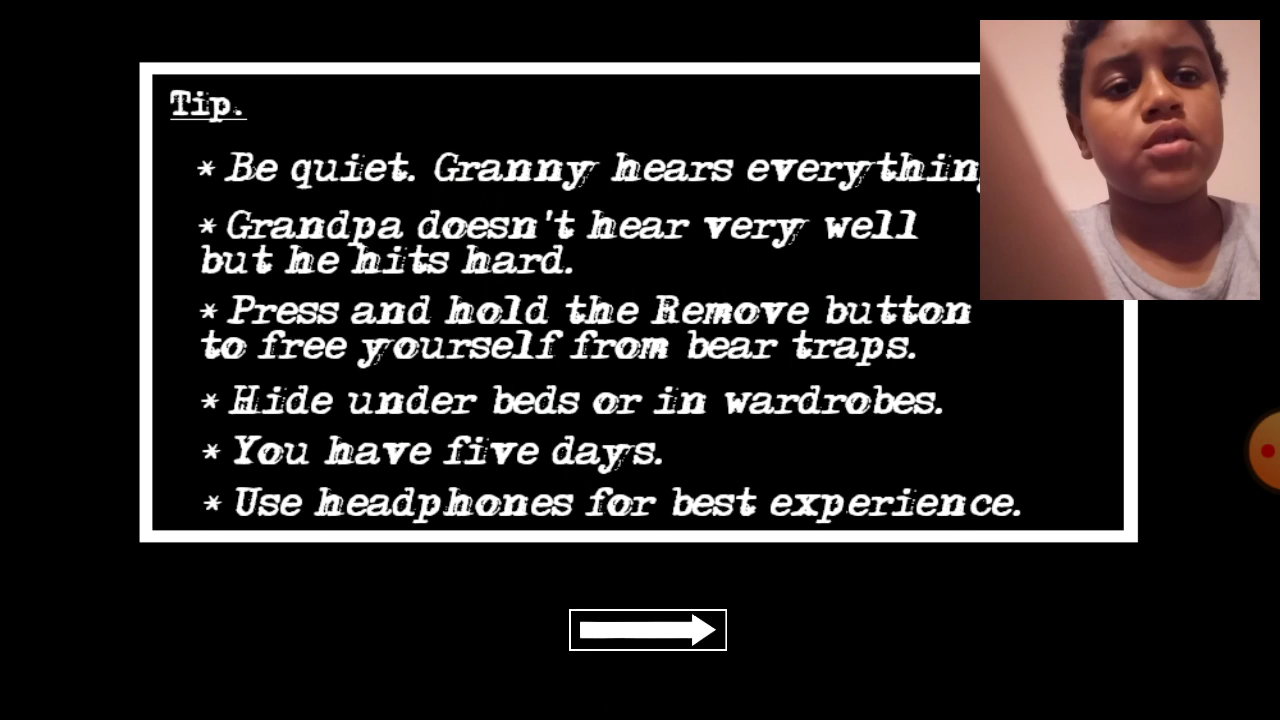 Tip.
* Be quiet. Granny hears everythin
* Grandpa doesn't hear very well
but he hits hard.
* Press and hold the Remove button
to free yourself from bear traps.
* Hide under beds or in wardrobes.
* You have five days.
* Use headphones for best experience.